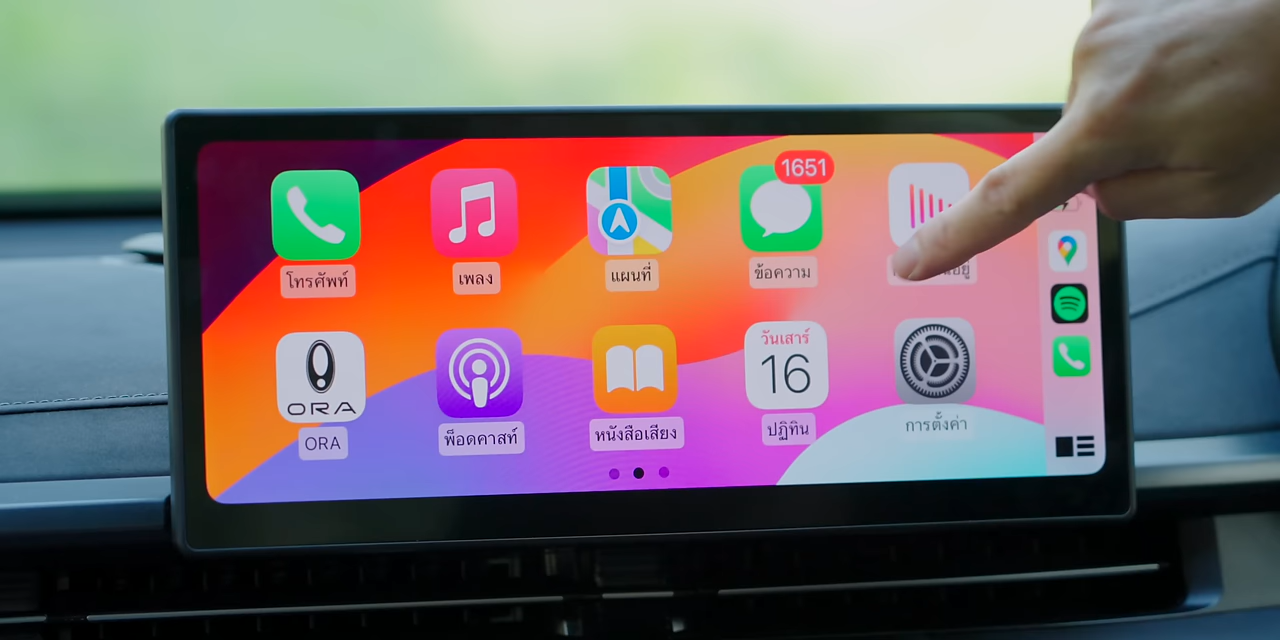 1651
โทรศัพท์
เพลง
แผนที่
ข้อความ
วันเสาร์
16
ORA
ORA
พ็อดคาสท์
หนังสือเสียง
ปฏิทิน
การตั้งค่า